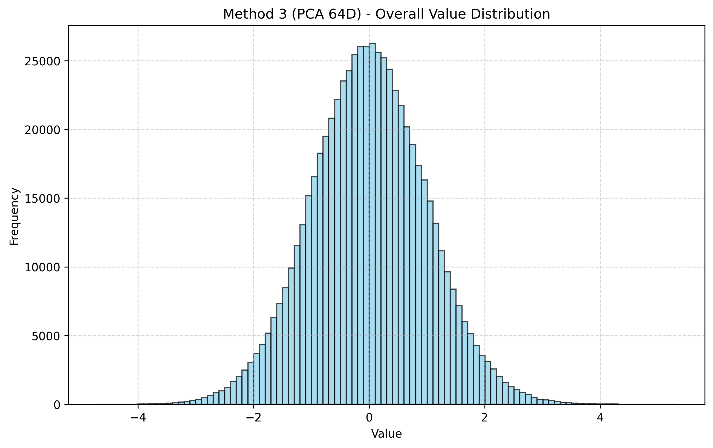 Method 3 (PCA 64D) - Overall Value Distribution
25000
20000
15000
10000
5000
0
Frequency
−4 −2 0 2 4
Value